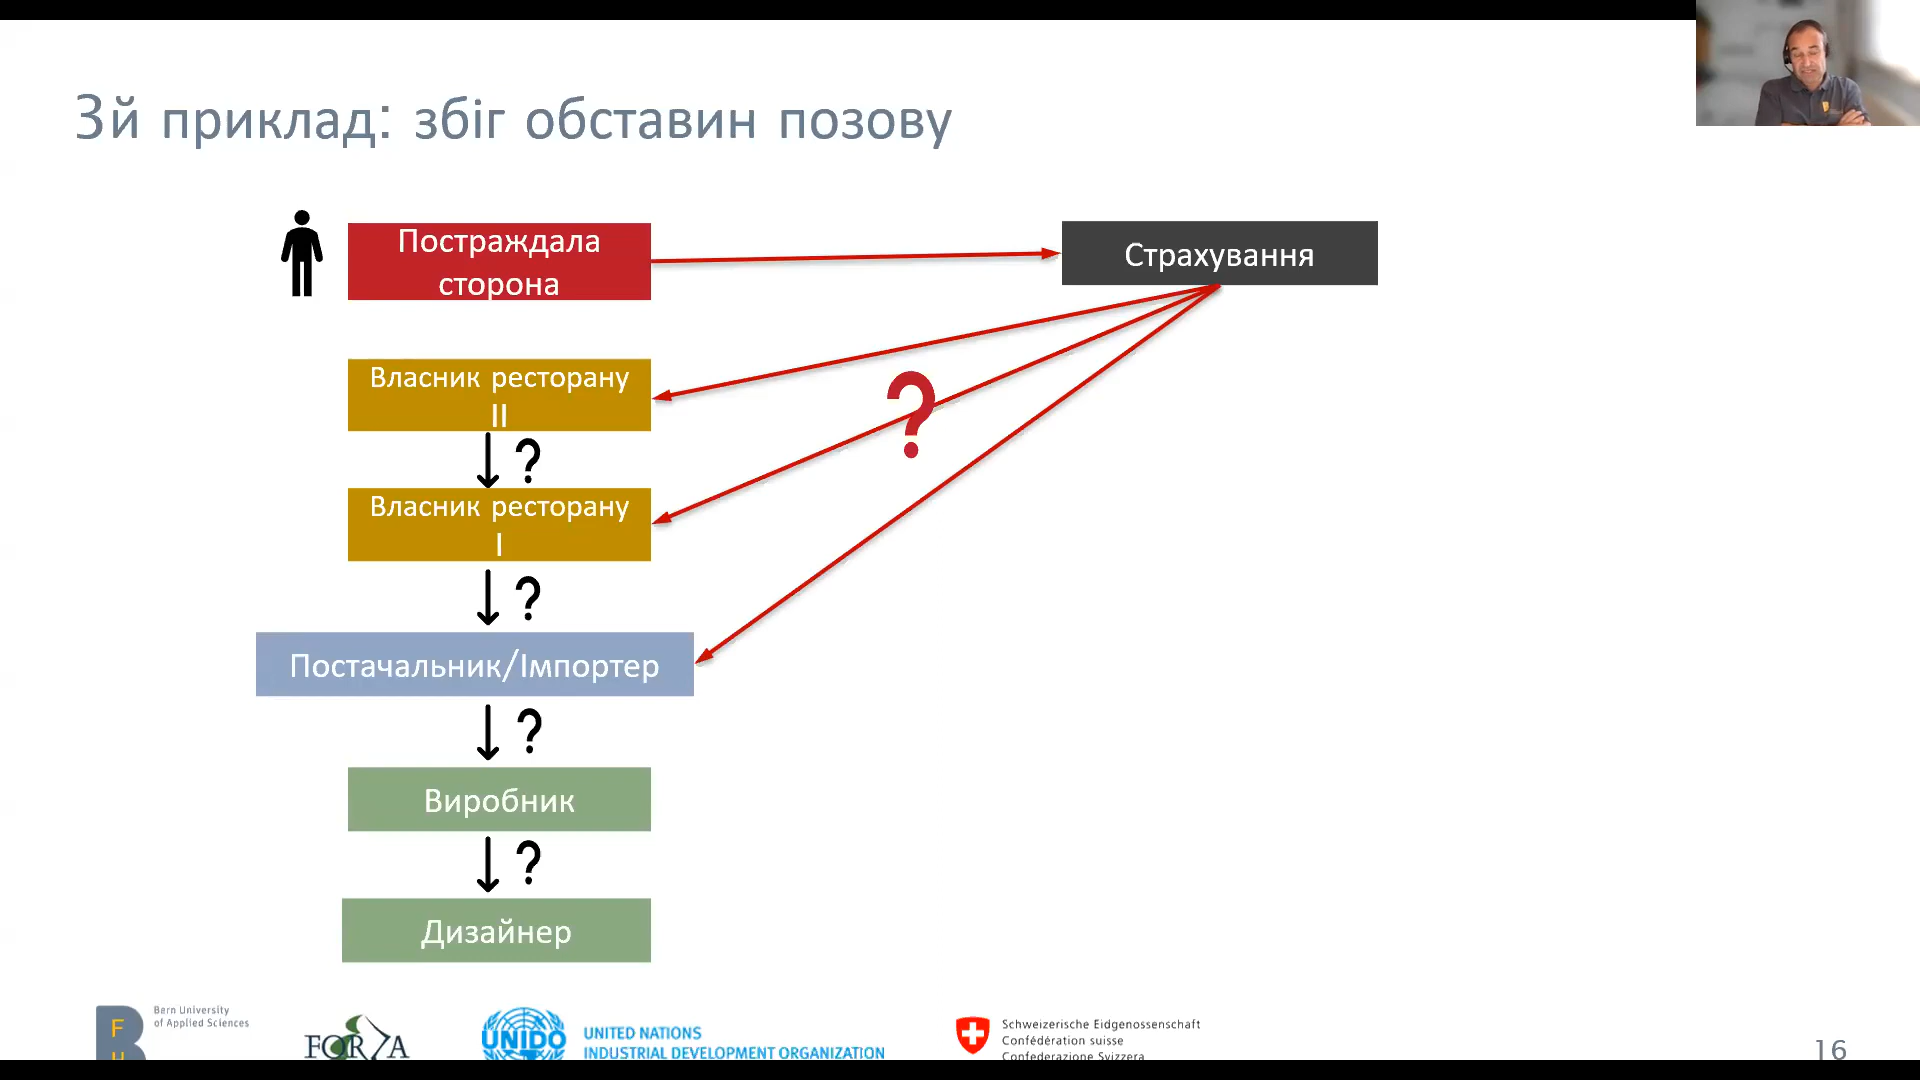 3й приклад: збіг обставин позову
Постраждала
сторона
Страхування
Власник ресторану
II
?
?
Власник ресторану
I
?
Постачальник/Імпортер
?
Виробник
?
Дизайнер
Bern University
of Applied Sciences
F
H
FORZA
UNIDO
UNITED NATIONS
INDUSTRIAL DEVELOPMENT ORGANIZATION
Schweizerische Eidgenossenschaft
Confédération suisse
Confederazione Svizzera
16